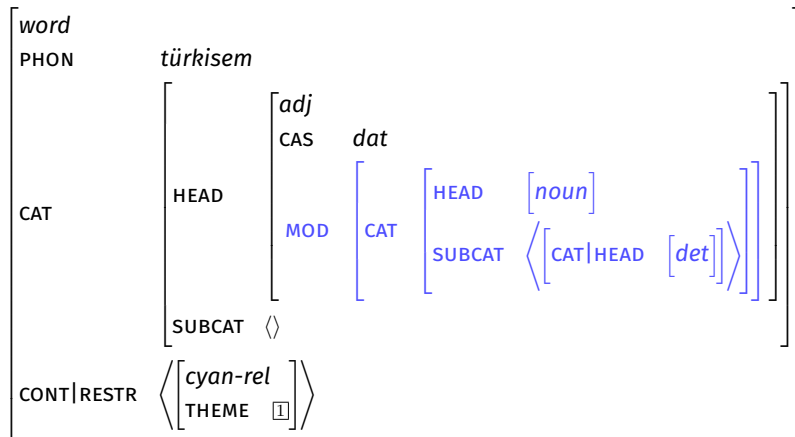 word
PHON türkisem
adj
CAS dat
HEAD [noun]
CAT HEAD MOD CAT
SUBCAT ⟨[CAT|HEAD [det]]⟩
SUBCAT ⟨⟩
cyan-rel
CONT|RESTR ⟨[THEME 1]⟩